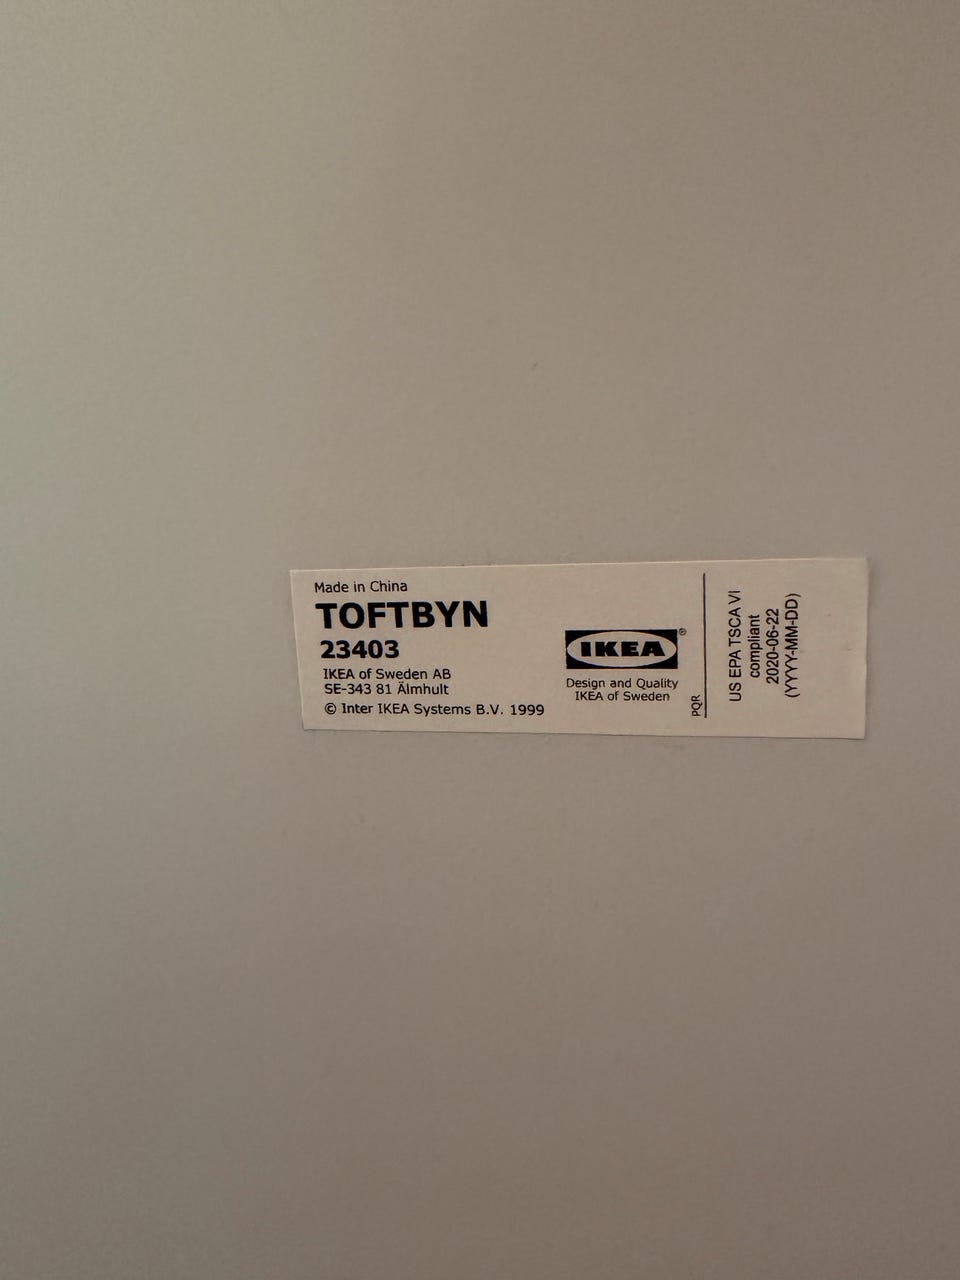 Made in China
TOFTBYN
23403
IKEA of Sweden AB
SE-343 81 Älmhult
© Inter IKEA Systems B.V. 1999
IKEA®
Design and Quality
IKEA of Sweden
PQR
US EPA TSCA VI
compliant
2020-06-22
(YYYY-MM-DD)